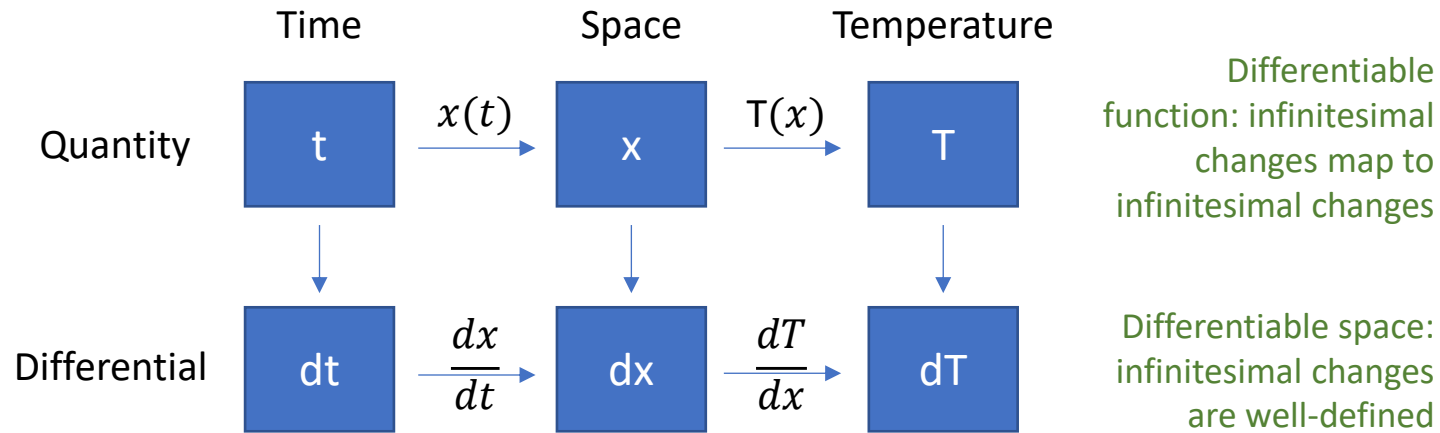 Time Space Temperature
Quantity t x(t) x T(x) T
Differentiable
function: infinitesimal
changes map to
infinitesimal changes
Differential dt dx/dt dx dT/dx dT
Differentiable space:
infinitesimal changes
are well-defined